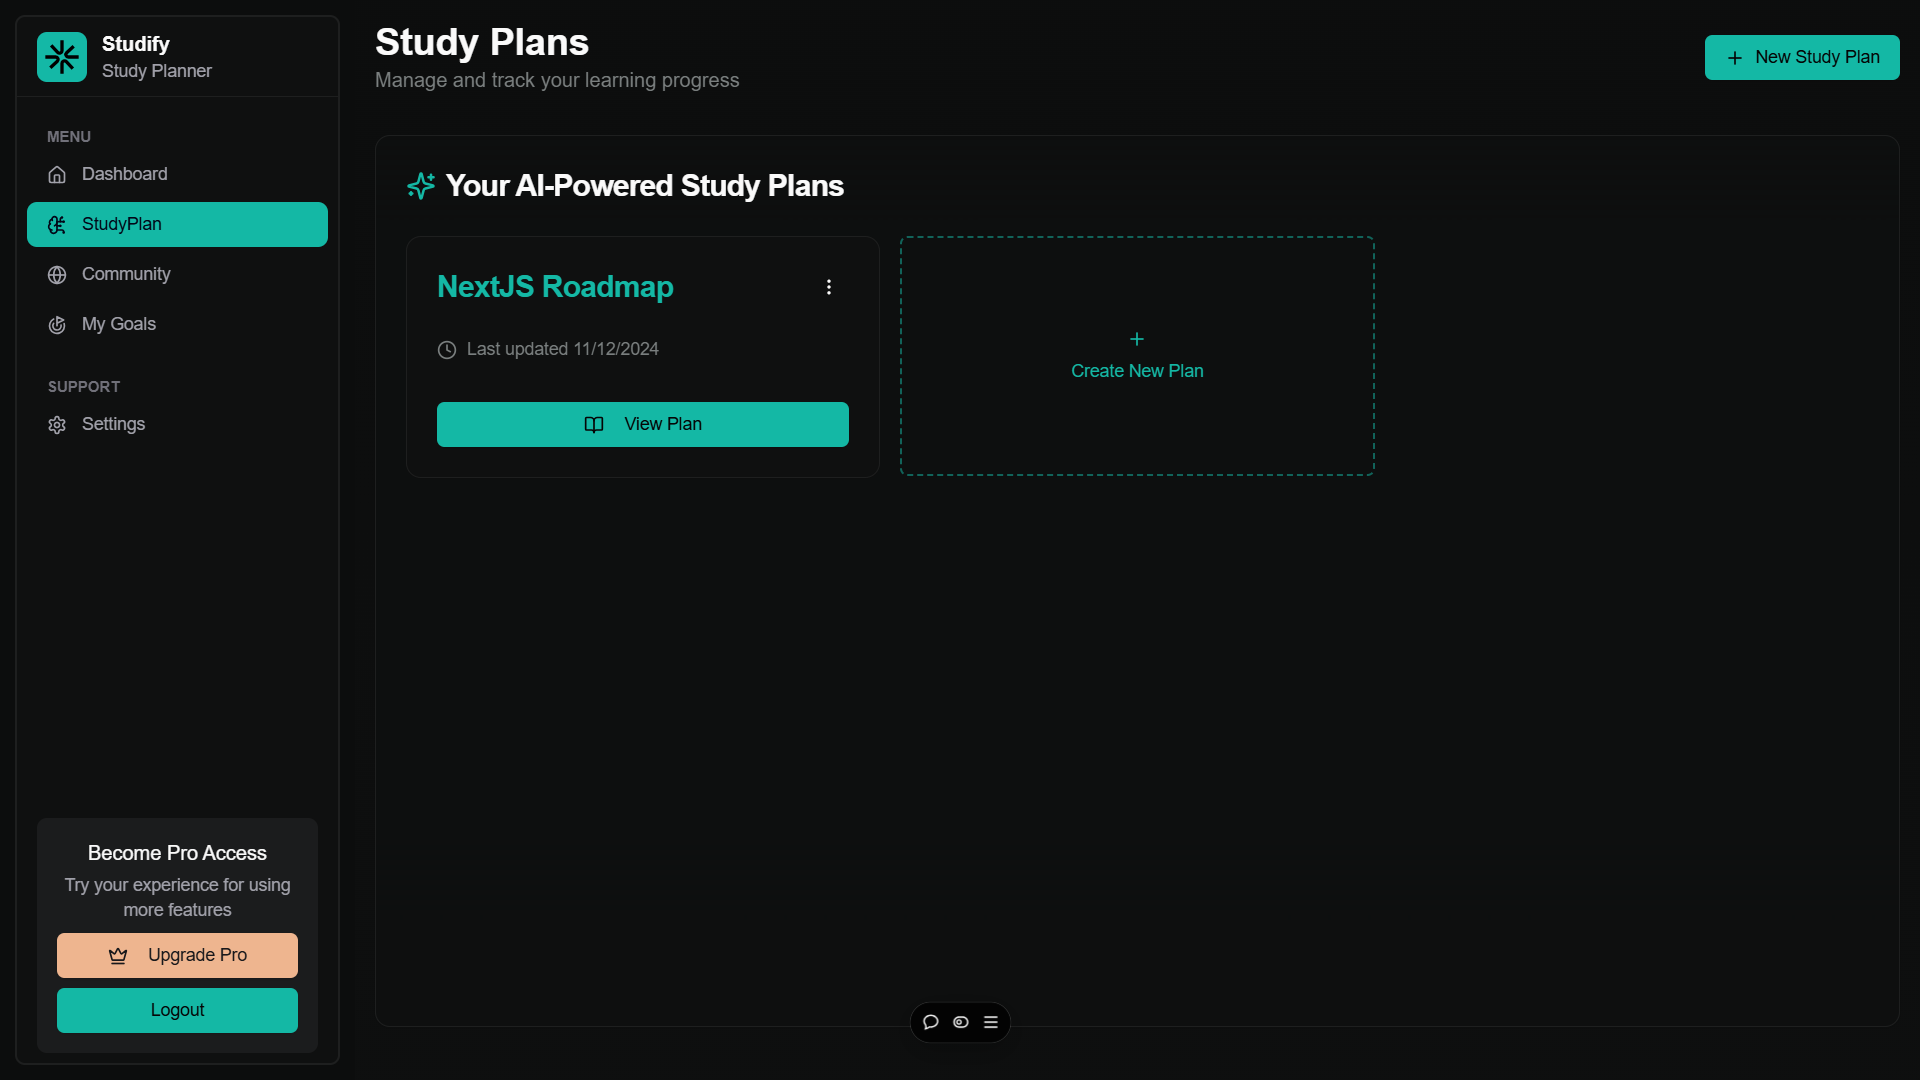 Studify
Study Planner
MENU
Dashboard
StudyPlan
Community
My Goals
SUPPORT
Settings
Become Pro Access
Try your experience for using
more features
Upgrade Pro
Logout
Study Plans
Manage and track your learning progress
New Study Plan
Your AI-Powered Study Plans
NextJS Roadmap
Last updated 11/12/2024
View Plan
Create New Plan